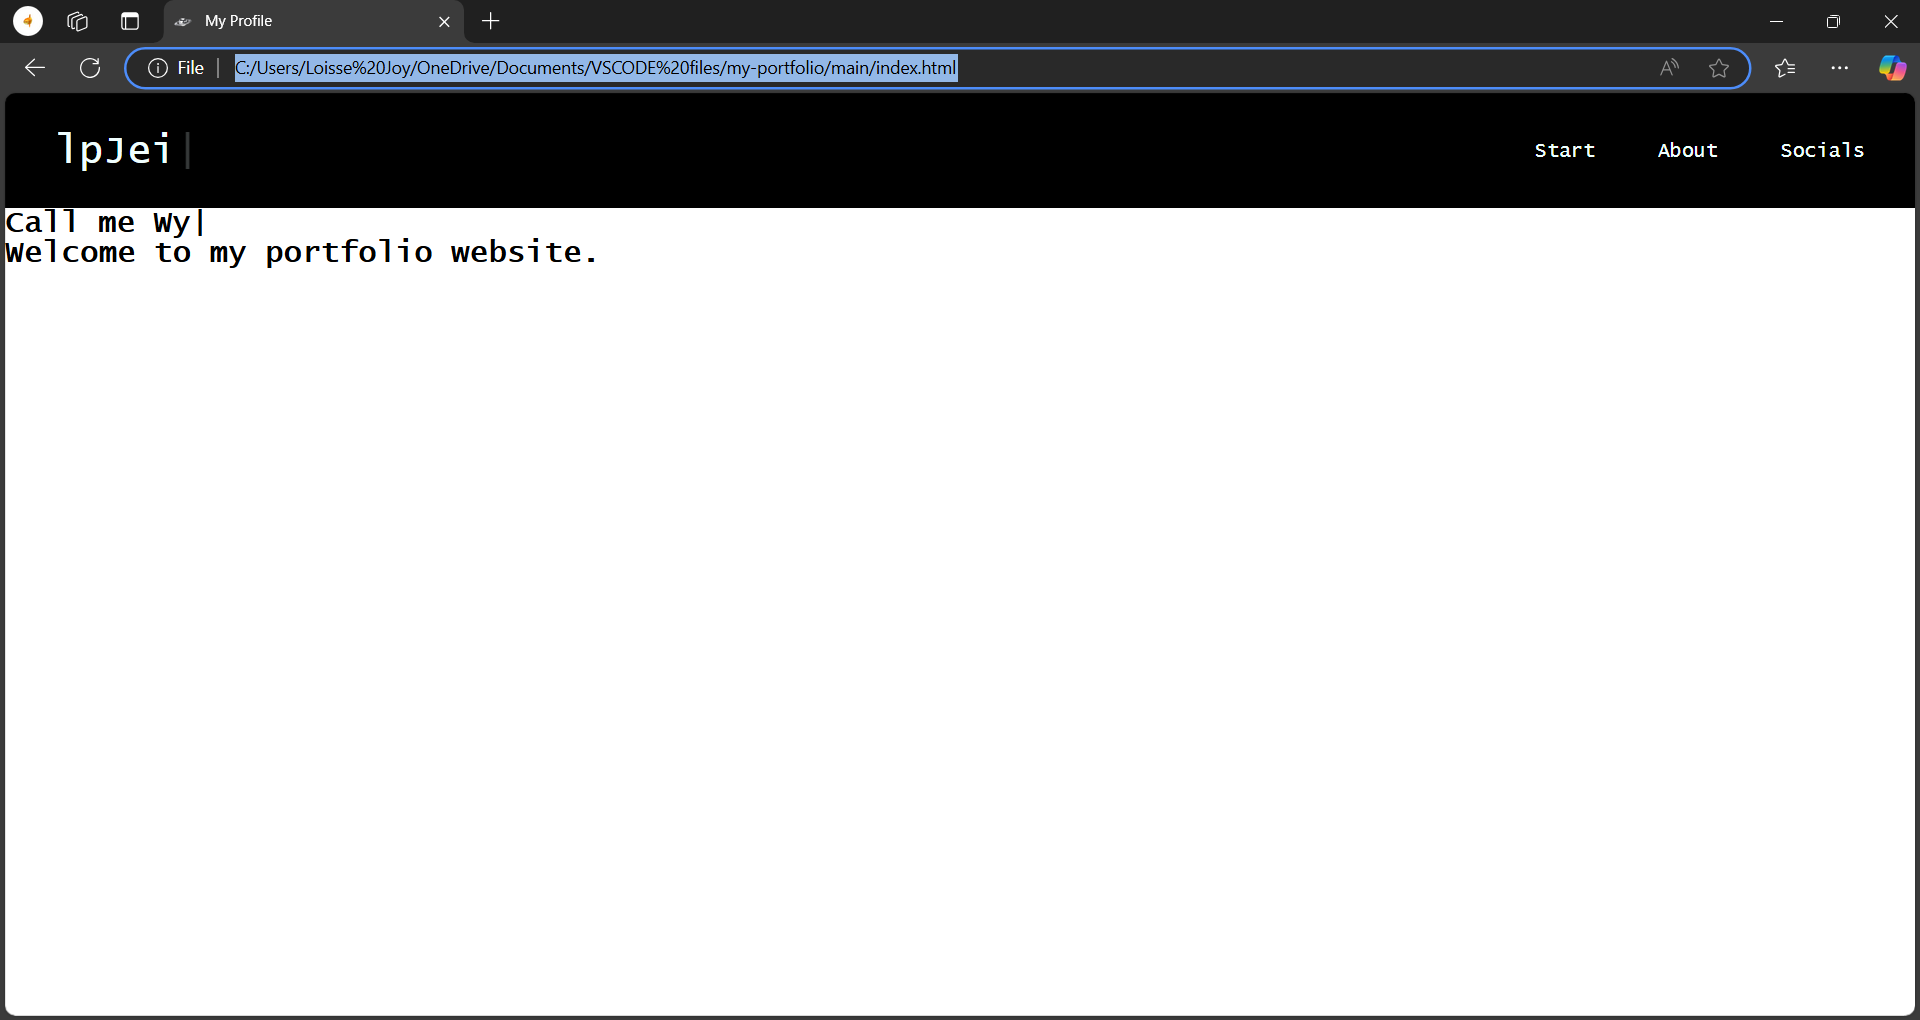 My Profile
File
C:/Users/Loisse%20Joy/OneDrive/Documents/VSCODE%20files/my-portfolio/main/index.html
lpJei|
Start About Socials
Call me Wy|
Welcome to my portfolio website.